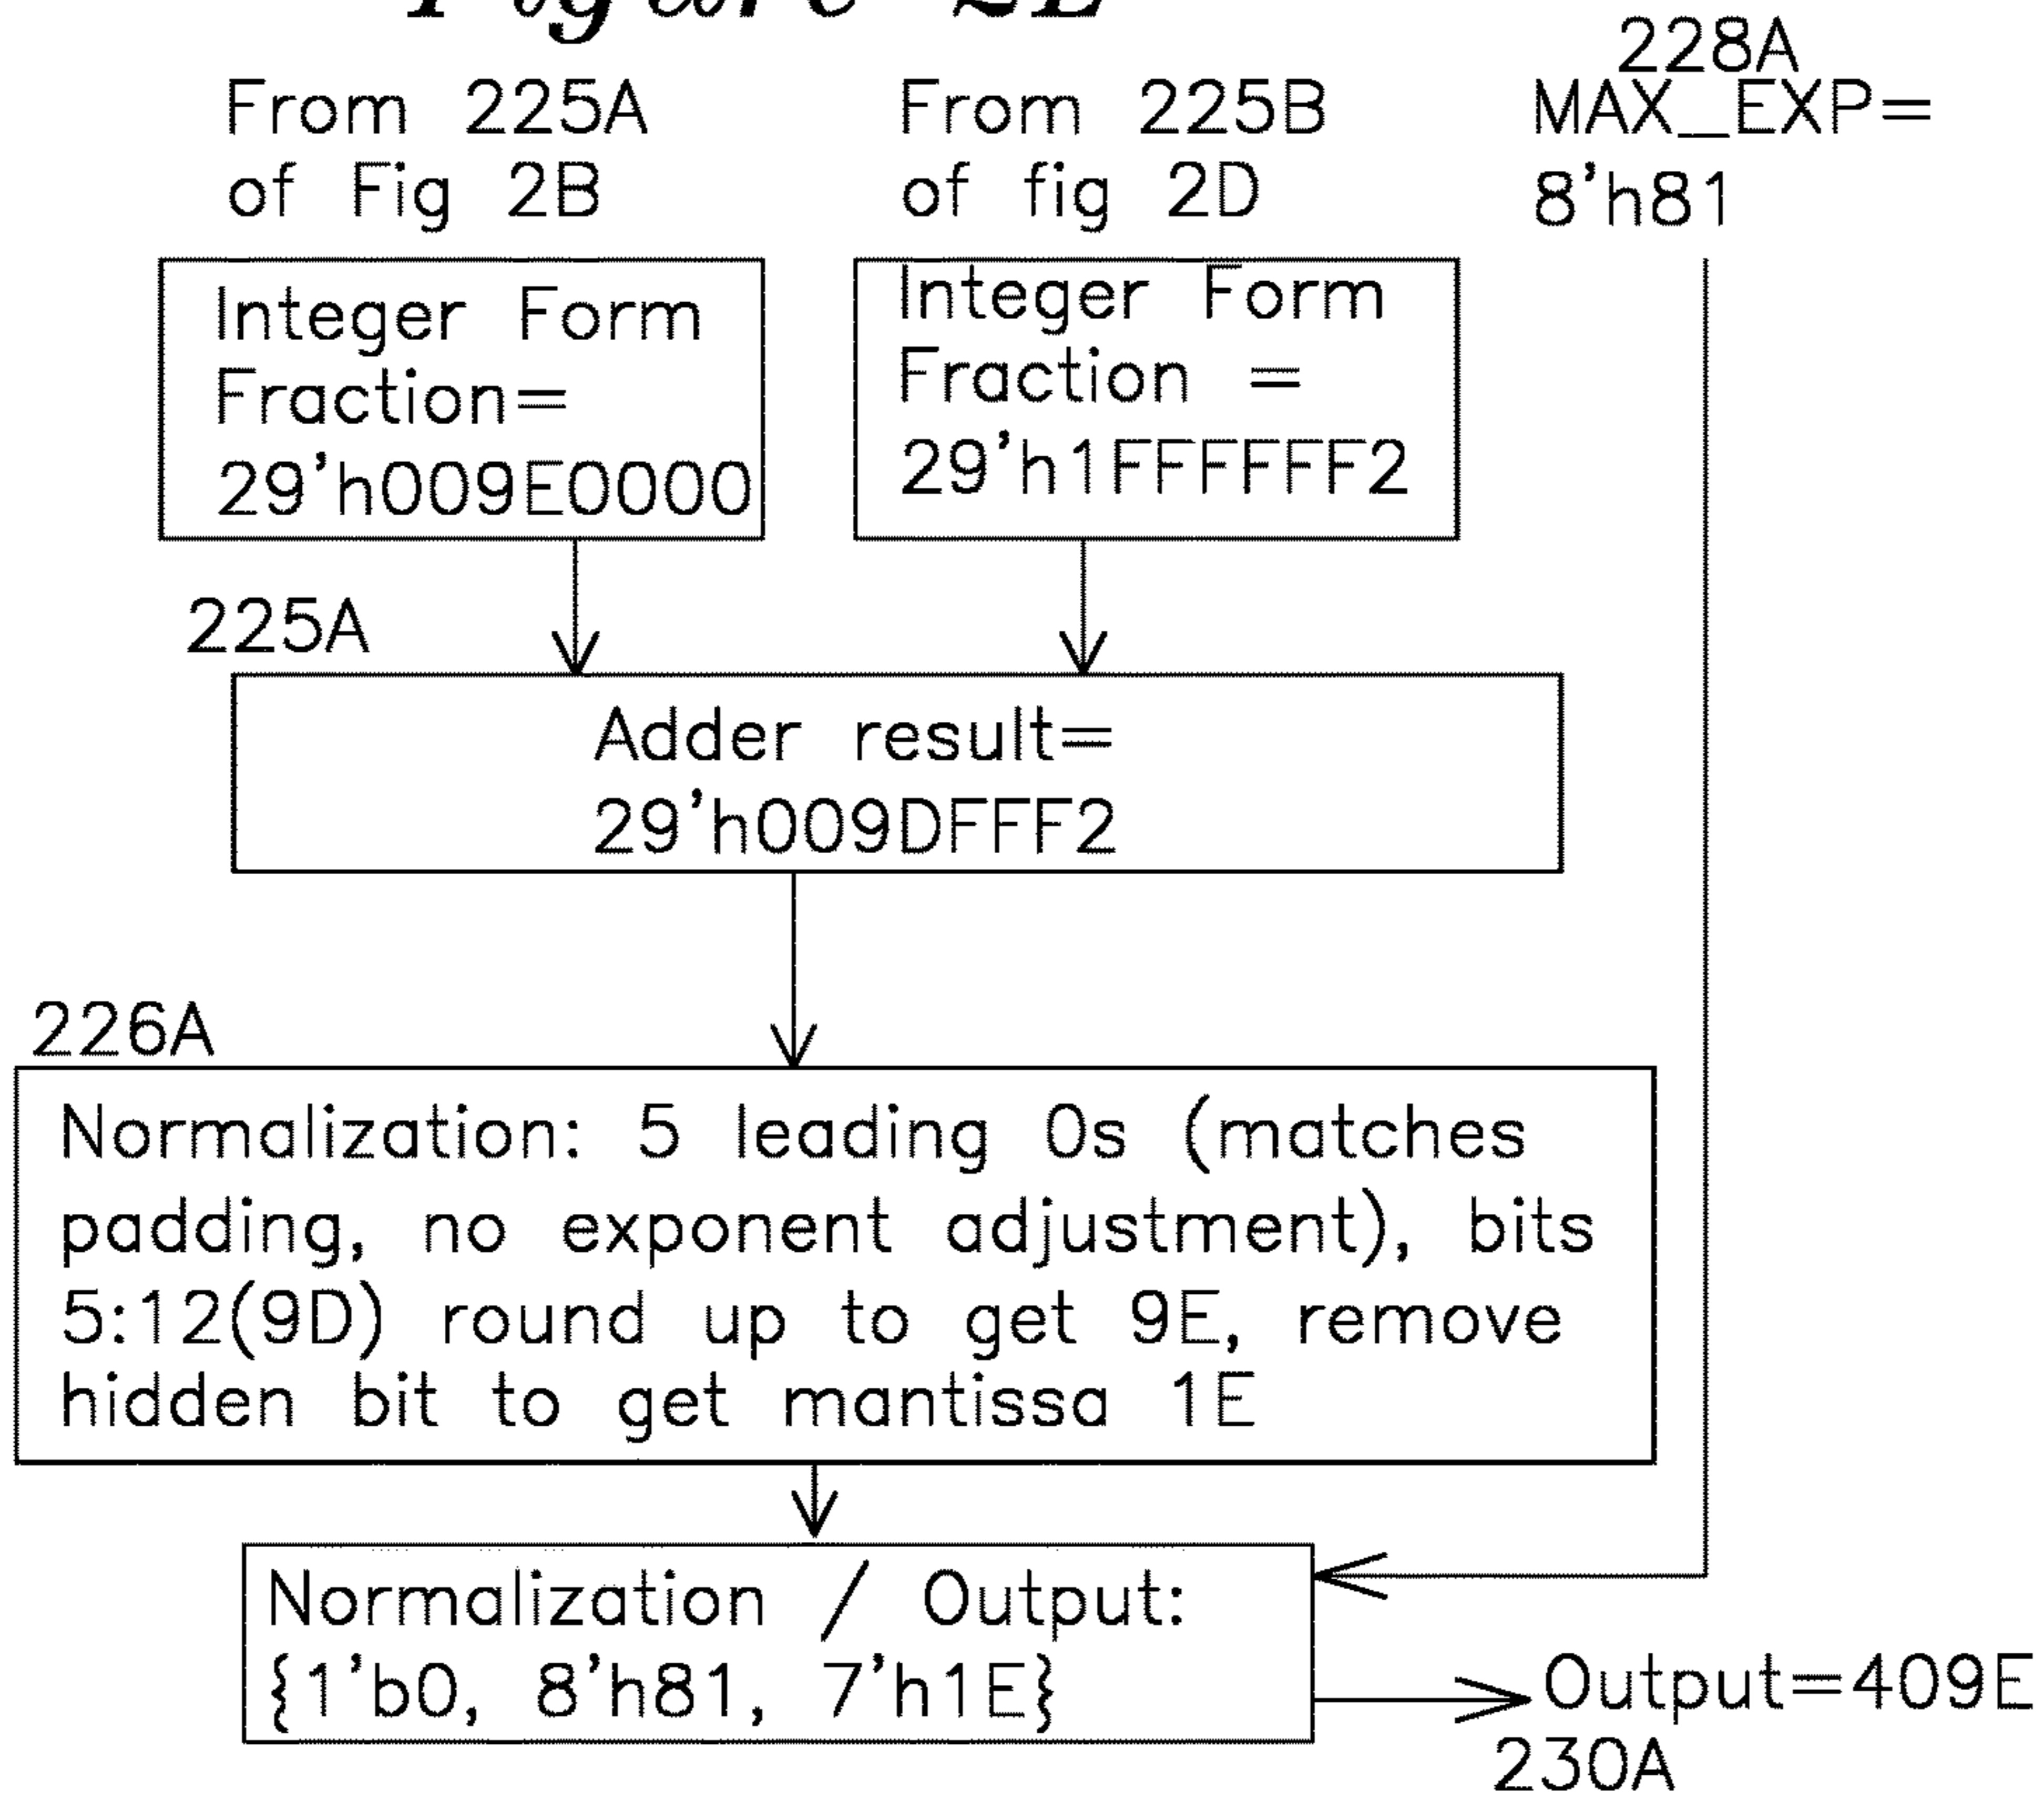 Figure 2E
228A
MAX_EXP=
8'h81
From 225A
of Fig 2B
From 225B
of fig 2D
Integer Form
Fraction=
29'h009E0000
Integer Form
Fraction =
29'h1FFFFFF2
225A
Adder result=
29'h009DFFF2
226A
Normalization: 5 leading 0s (matches
padding, no exponent adjustment), bits
5:12(9D) round up to get 9E, remove
hidden bit to get mantissa 1E
Normalization / Output:
{1'b0, 8'h81, 7'h1E}
Output=409E
230A